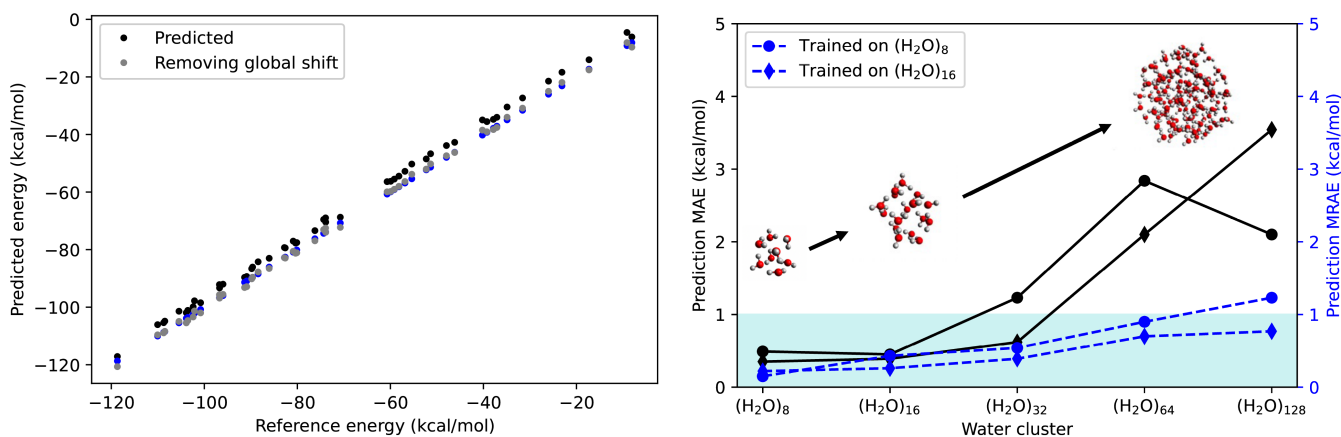 0
−20
−40
−60
−80
−100
−120
Predicted energy (kcal/mol)
Predicted
Removing global shift
−120
−100
−80
−60
−40
−20
Reference energy (kcal/mol)
5
4
3
2
1
0
Prediction MAE (kcal/mol)
Trained on (H₂O)₈
Trained on (H₂O)₁₆
5
4
3
2
1
0
Prediction MRAE (kcal/mol)
(H₂O)₈
(H₂O)₁₆
(H₂O)₃₂
(H₂O)₆₄
(H₂O)₁₂₈
Water cluster